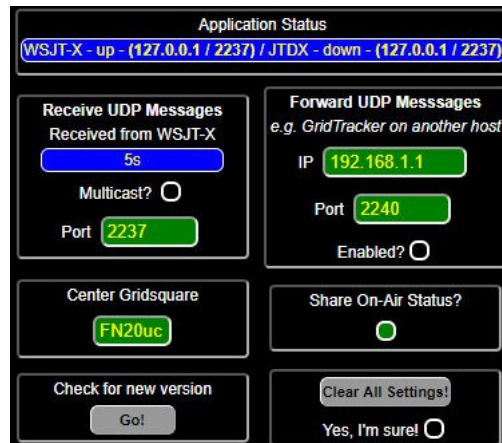 Application Status
WSJT-X - up - (127.0.0.1 / 2237) / JTDX - down - (127.0.0.1 / 2237)
Receive UDP Messages
Received from WSJT-X
5s
Multicast?
Port 2237
Forward UDP Messsages
e.g. GridTracker on another host
IP 192.168.1.1
Port 2240
Enabled?
Center Gridsquare
FN20uc
Share On-Air Status?
Check for new version
Go!
Clear All Settings!
Yes, I'm sure!